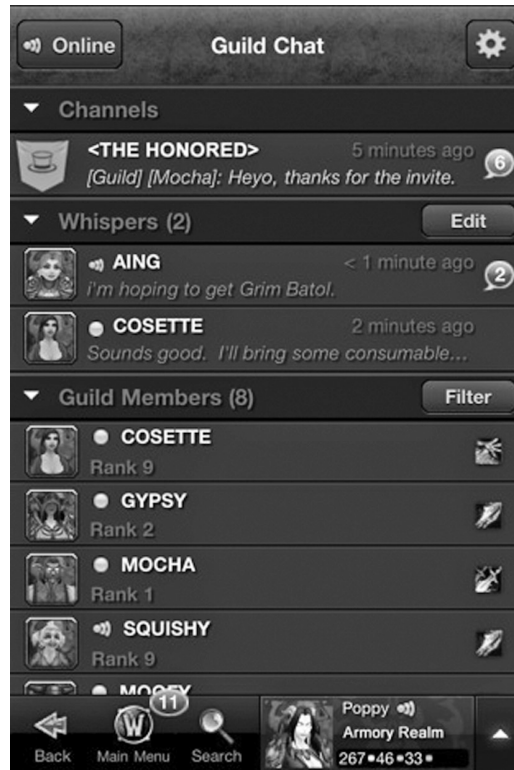 Online
Guild Chat
Channels
<THE HONORED>
5 minutes ago
6
[Guild] [Mocha]: Heyo, thanks for the invite.
Whispers (2)
Edit
AING
< 1 minute ago
2
i'm hoping to get Grim Batol.
COSETTE
2 minutes ago
Sounds good. I'll bring some consumable...
Guild Members (8)
Filter
COSETTE
Rank 9
GYPSY
Rank 2
MOCHA
Rank 1
SQUISHY
Rank 9
11
W
Back
Main Menu
Search
Poppy
Armory Realm
267 46 33